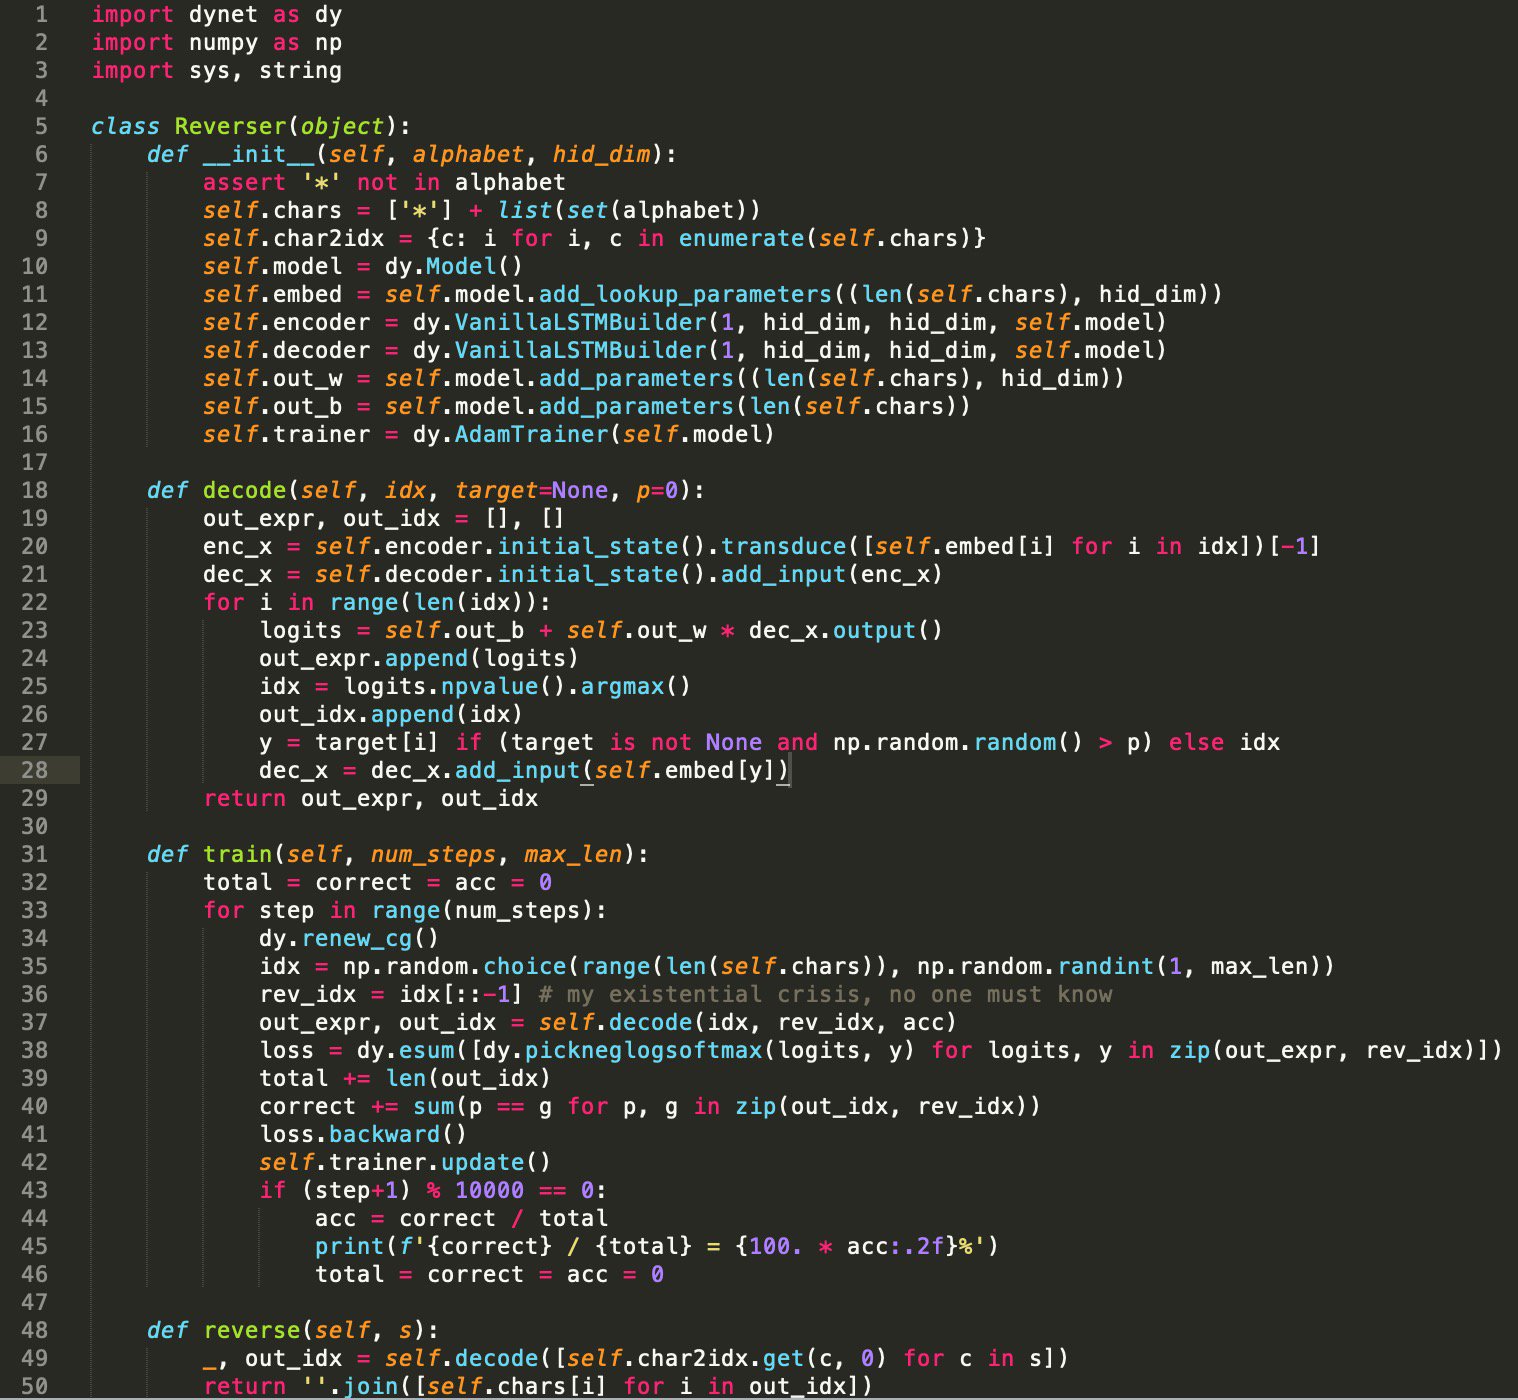 1 import dynet as dy
2 import numpy as np
3 import sys, string
4
5 class Reverser(object):
6     def __init__(self, alphabet, hid_dim):
7         assert '*' not in alphabet
8         self.chars = ['*'] + list(set(alphabet))
9         self.char2idx = {c: i for i, c in enumerate(self.chars)}
10         self.model = dy.Model()
11         self.embed = self.model.add_lookup_parameters((len(self.chars), hid_dim))
12         self.encoder = dy.VanillaLSTMBuilder(1, hid_dim, hid_dim, self.model)
13         self.decoder = dy.VanillaLSTMBuilder(1, hid_dim, hid_dim, self.model)
14         self.out_w = self.model.add_parameters((len(self.chars), hid_dim))
15         self.out_b = self.model.add_parameters(len(self.chars))
16         self.trainer = dy.AdamTrainer(self.model)
17
18     def decode(self, idx, target=None, p=0):
19         out_expr, out_idx = [], []
20         enc_x = self.encoder.initial_state().transduce([self.embed[i] for i in idx])[-1]
21         dec_x = self.decoder.initial_state().add_input(enc_x)
22         for i in range(len(idx)):
23             logits = self.out_b + self.out_w * dec_x.output()
24             out_expr.append(logits)
25             idx = logits.npvalue().argmax()
26             out_idx.append(idx)
27             y = target[i] if (target is not None and np.random.random() > p) else idx
28             dec_x = dec_x.add_input(self.embed[y])
29         return out_expr, out_idx
30
31     def train(self, num_steps, max_len):
32         total = correct = acc = 0
33         for step in range(num_steps):
34             dy.renew_cg()
35             idx = np.random.choice(range(len(self.chars)), np.random.randint(1, max_len))
36             rev_idx = idx[::-1] # my existential crisis, no one must know
37             out_expr, out_idx = self.decode(idx, rev_idx, acc)
38             loss = dy.esum([dy.pickneglogsoftmax(logits, y) for logits, y in zip(out_expr, rev_idx)])
39             total += len(out_idx)
40             correct += sum(p == g for p, g in zip(out_idx, rev_idx))
41             loss.backward()
42             self.trainer.update()
43             if (step+1) % 10000 == 0:
44                 acc = correct / total
45                 print(f'{correct} / {total} = {100. * acc:.2f}%')
46                 total = correct = acc = 0
47
48     def reverse(self, s):
49         _, out_idx = self.decode([self.char2idx.get(c, 0) for c in s])
50         return ''.join([self.chars[i] for i in out_idx])